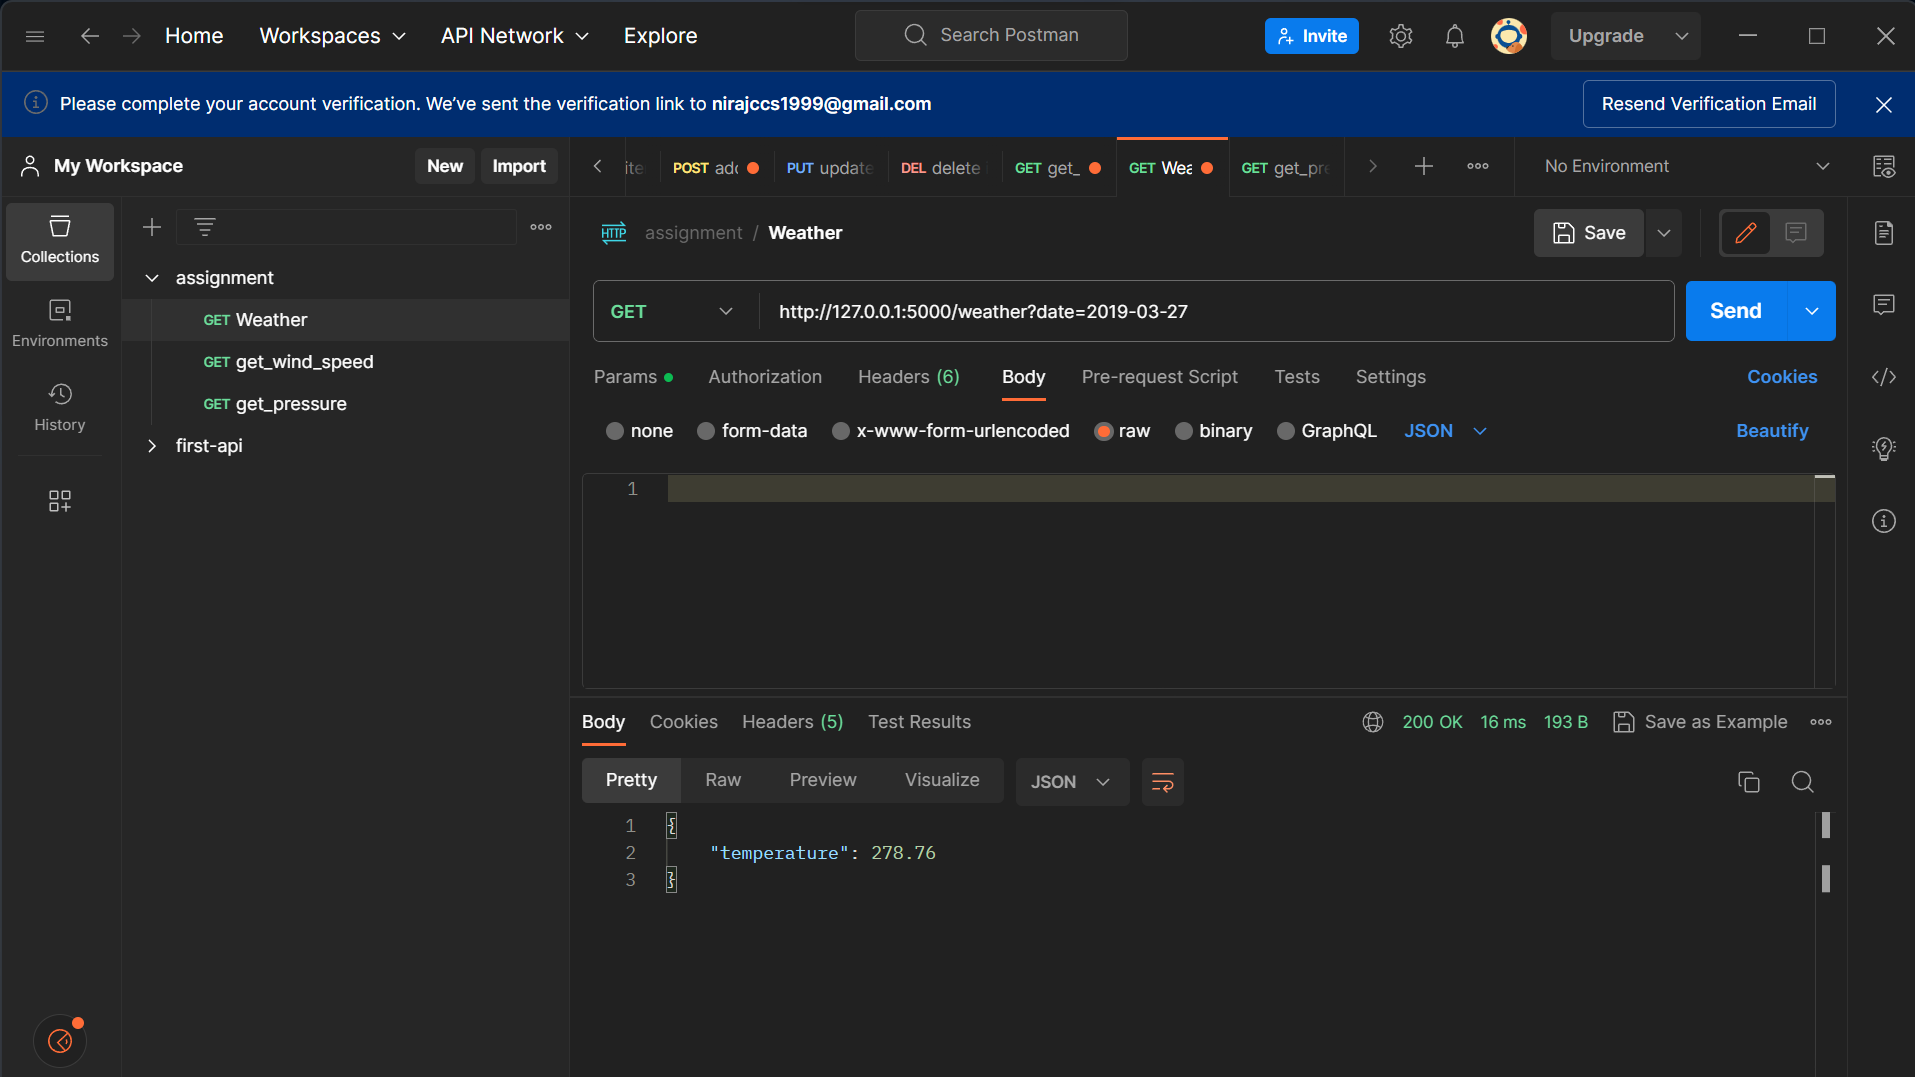 Home Workspaces API Network Explore Search Postman Invite Upgrade
Please complete your account verification. We’ve sent the verification link to nirajccs1999@gmail.com Resend Verification Email
My Workspace New Import
POST adc PUT update DEL delete GET get_ GET Wea GET get_pre No Environment
Collections
Environments
History
assignment
GET Weather
GET get_wind_speed
GET get_pressure
first-api
HTTP assignment / Weather Save
GET http://127.0.0.1:5000/weather?date=2019-03-27 Send
Params Authorization Headers (6) Body Pre-request Script Tests Settings Cookies
none form-data x-www-form-urlencoded raw binary GraphQL JSON Beautify
1
Body Cookies Headers (5) Test Results 200 OK 16 ms 193 B Save as Example
Pretty Raw Preview Visualize JSON
1 {
2 "temperature": 278.76
3 }